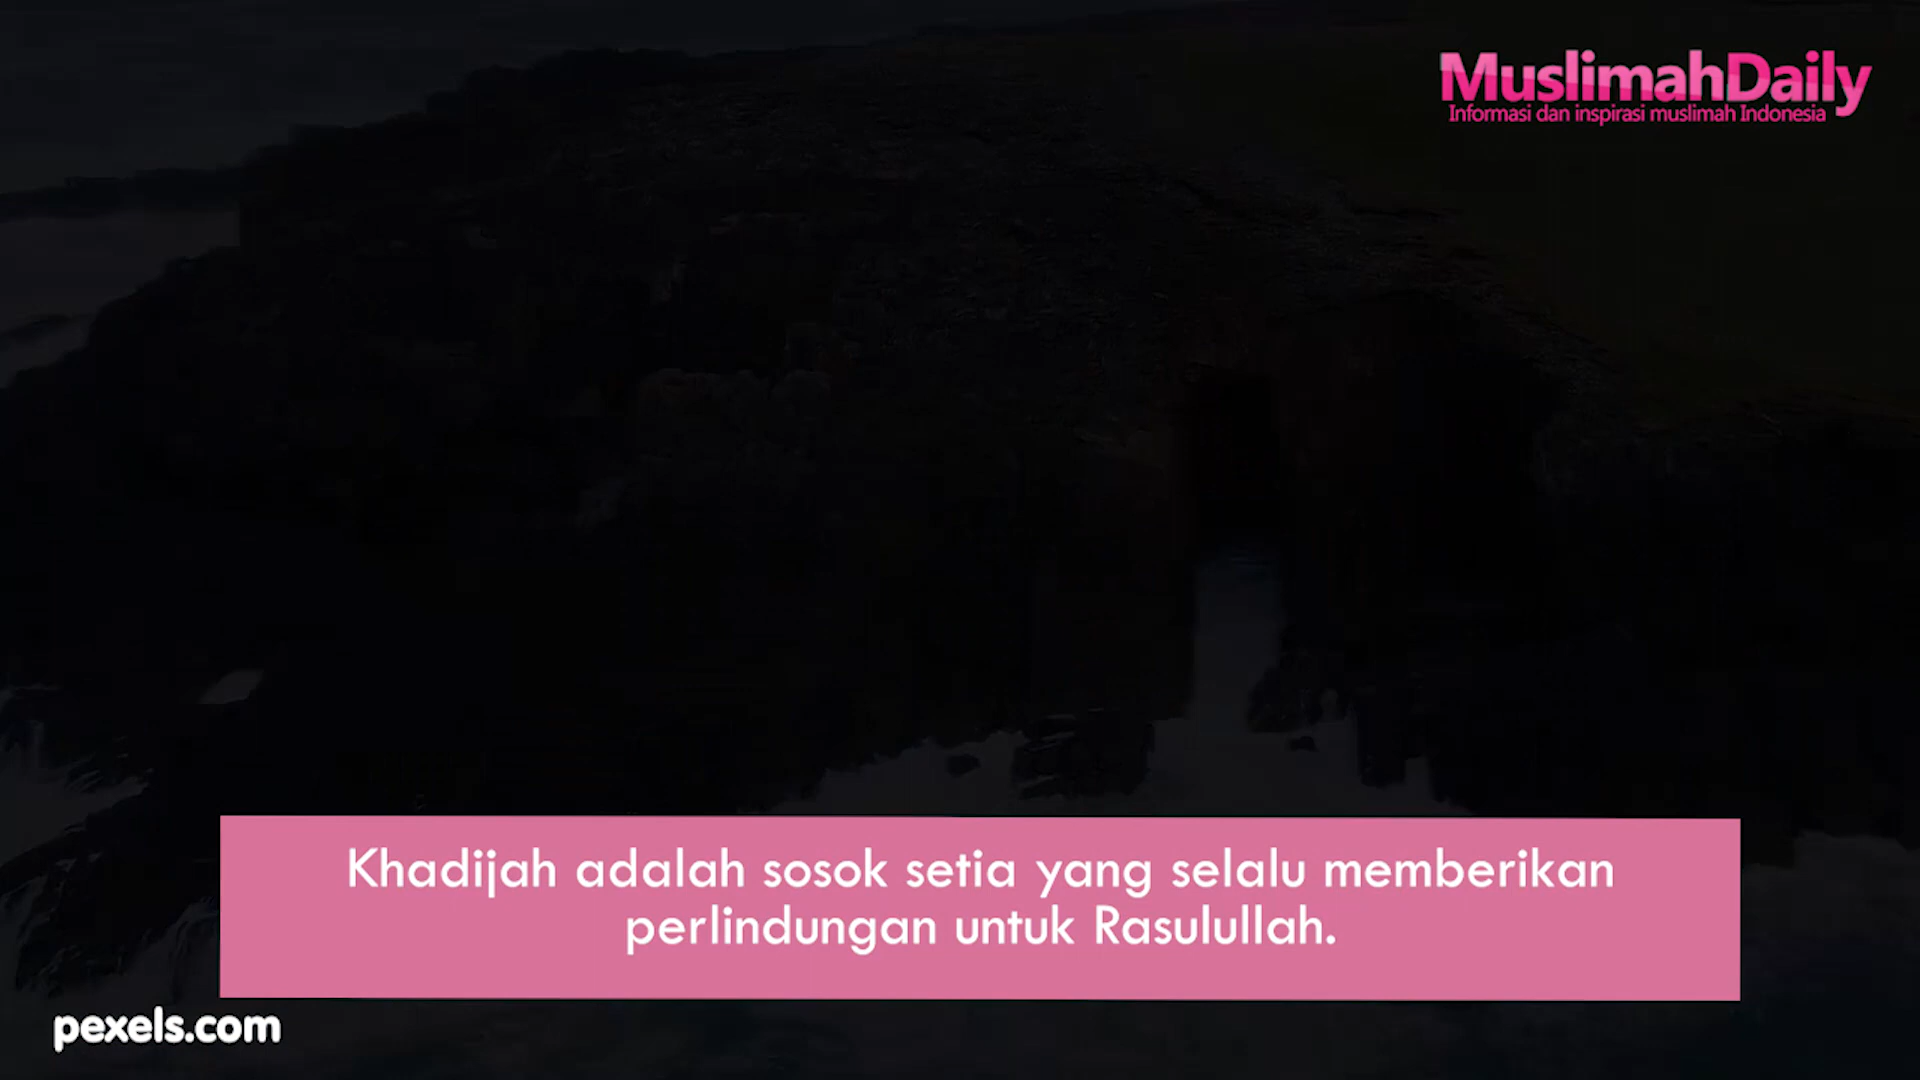 MuslimahDaily
Informasi dan inspirasi muslimah Indonesia
Khadijah adalah sosok setia yang selalu memberikan
perlindungan untuk Rasulullah.
pexels.com